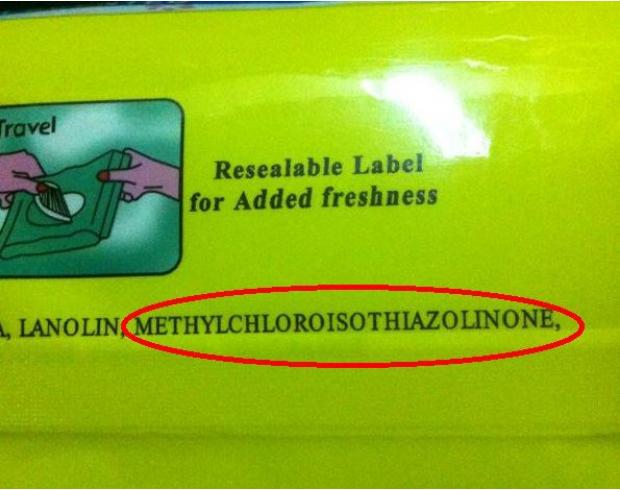 Travel
Resealable Label
for Added freshness
A, LANOLIN, METHYLCHLOROISOTHIAZOLINONE,